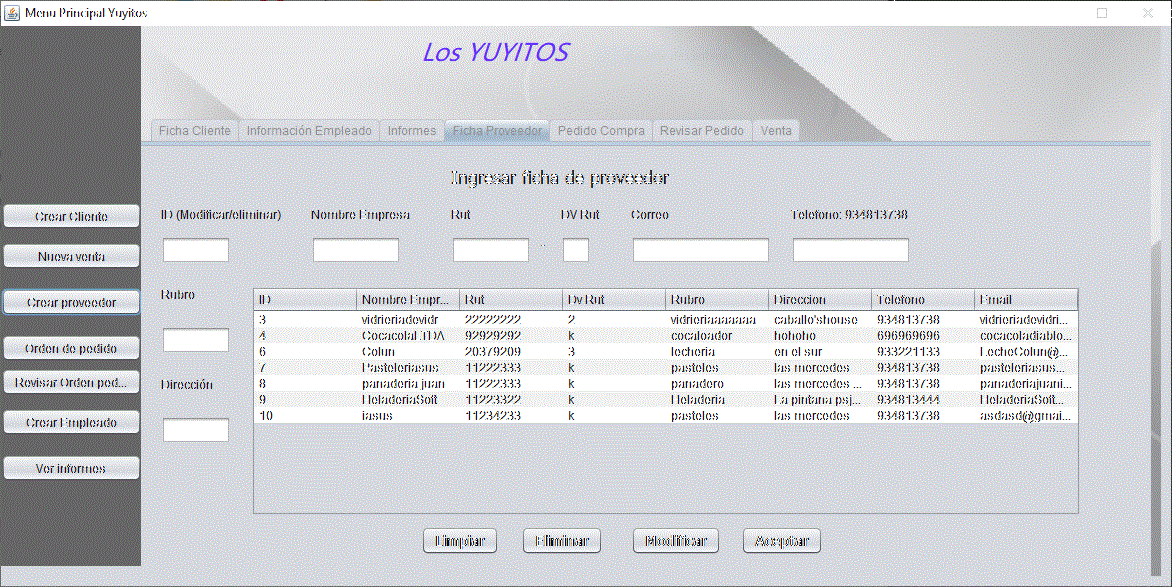 Menu Principal Yuyitos
Los YUYITOS
Ficha Cliente Información Empleado Informes Ficha Proveedor Pedido Compra Revisar Pedido Venta
Ingresar ficha de proveedor
Crear Cliente
Nueva venta
Crear proveedor
Orden de pedido
Revisar Orden ped...
Crear Empleado
Ver informes
ID (Modificar/eliminar) Nombre Empresa Rut DV Rut Correo Telefono: 934813738
Rubro
Dirección
ID Nombre Empr... Rut Dv Rut Rubro Direccion Telefono Email
3 vidrieriadevidr 22222222 2 vidrieriaaaaaaa caballo'shouse 934813738 vidrieriadevidri...
4 CocacolaLTDA 92929292 k cocaloador hohoho 696969696 cocacoladiablo...
6 Colun 20379209 3 lecheria en el sur 933221133 LecheColun@...
7 Pasteleriasus 11222333 k pasteles las mercedes 934813738 pasteleriasus...
8 panaderia juan 11222333 k panadero las mercedes ... 934813738 panaderiajuani...
9 HeladeriaSoft 11223322 k Heladeria La pintana psj... 934813444 HeladeriaSoft...
10 iasus 11234233 k pasteles las mercedes 934813738 asdasd@gmai...
Limpiar Eliminar Modificar Aceptar